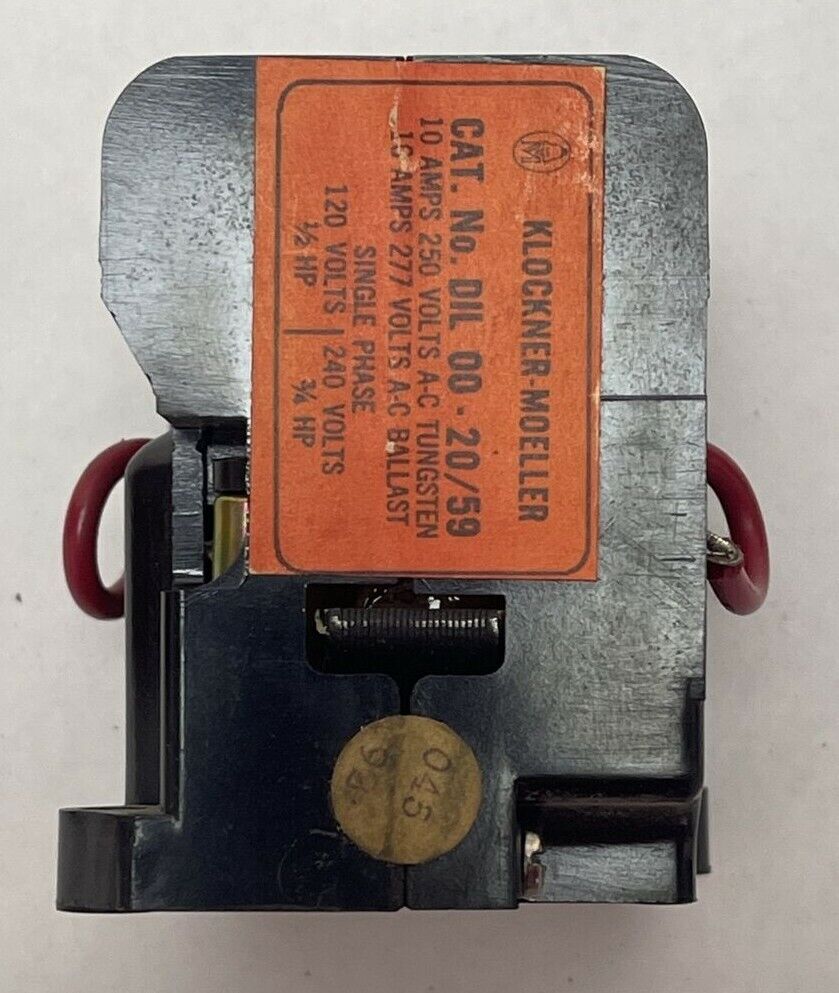 KLOCKNER-MOELLER
CAT. No. DIL 00-20/59
10 AMPS 250 VOLTS A-C TUNGSTEN
10 AMPS 277 VOLTS A-C BALLAST
SINGLE PHASE
120 VOLTS | 240 VOLTS
½ HP | ¾ HP
045